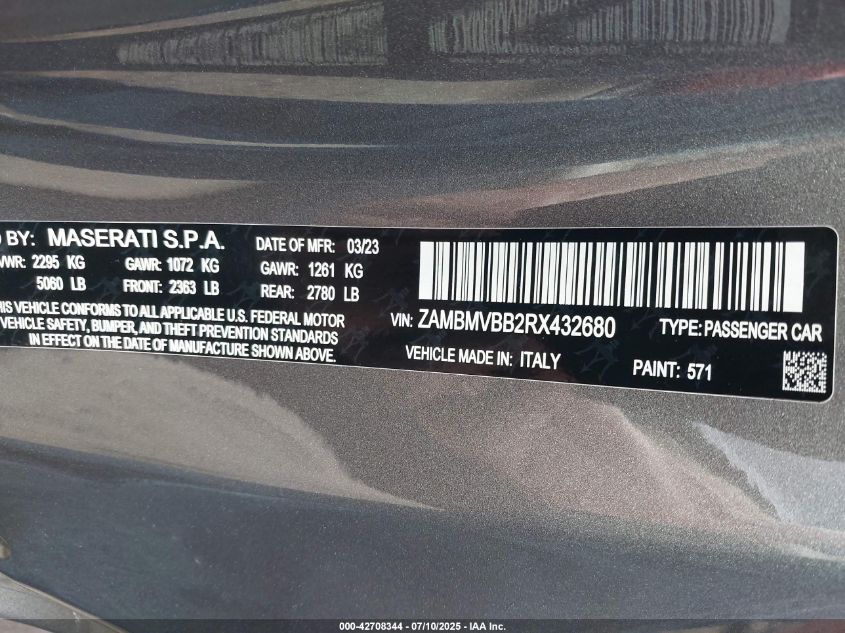 BY: MASERATI S.P.A. DATE OF MFR: 03/23
VWR: 2295 KG GAWR: 1072 KG GAWR: 1261 KG
5060 LB FRONT: 2363 LB REAR: 2780 LB
THIS VEHICLE CONFORMS TO ALL APPLICABLE U.S. FEDERAL MOTOR
VEHICLE SAFETY, BUMPER, AND THEFT PREVENTION STANDARDS
IN EFFECT ON THE DATE OF MANUFACTURE SHOWN ABOVE.
VIN: ZAMBMVBB2RX432680 TYPE: PASSENGER CAR
VEHICLE MADE IN: ITALY PAINT: 571
000-42708344 - 07/10/2025 - IAA Inc.